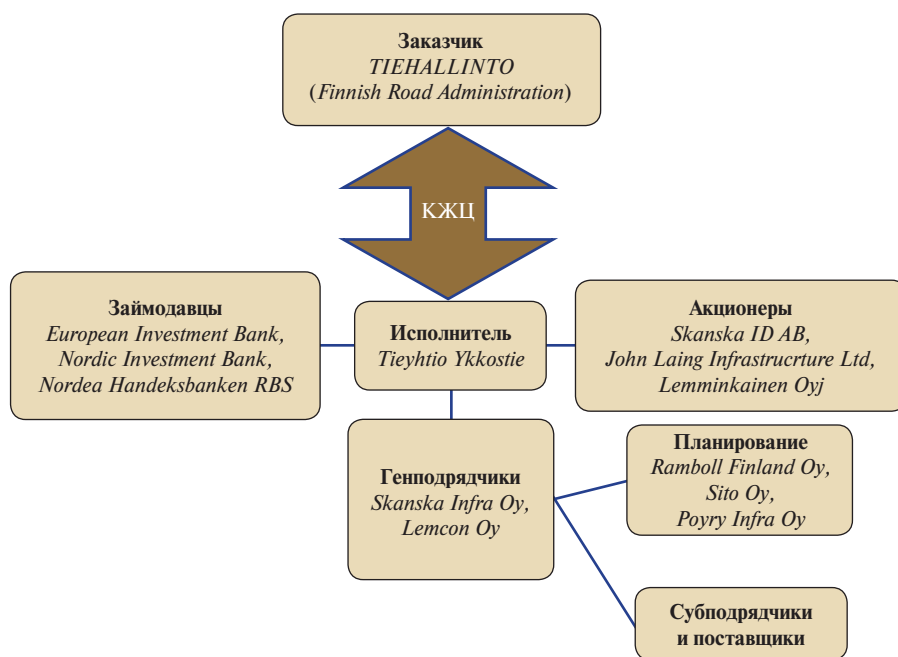 Заказчик
TIEHALLINTO
(Finnish Road Administration)
КЖЦ
Займодавцы
European Investment Bank,
Nordic Investment Bank,
Nordea Handeksbanken RBS
Исполнитель
Tieyhtio Ykkostie
Акционеры
Skanska ID AB,
John Laing Infrastrucrture Ltd,
Lemminkainen Oyj
Генподрядчики
Skanska Infra Oy,
Lemcon Oy
Планирование
Ramboll Finland Oy,
Sito Oy,
Poyry Infra Oy
Субподрядчики
и поставщики